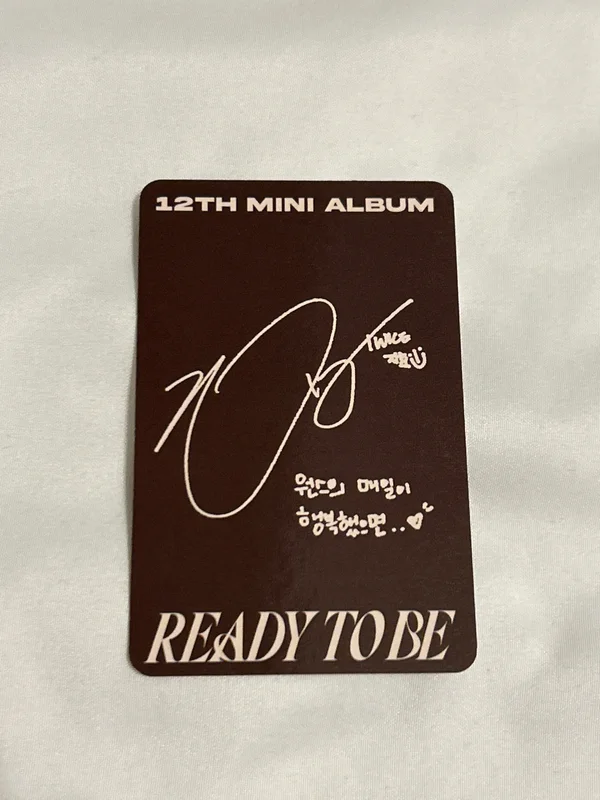 12TH MINI ALBUM
TWICE
지효
원스의 매일이
행복했으면..
READY TO BE